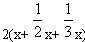 2(x+ 1/2 x+ 1/3 x)